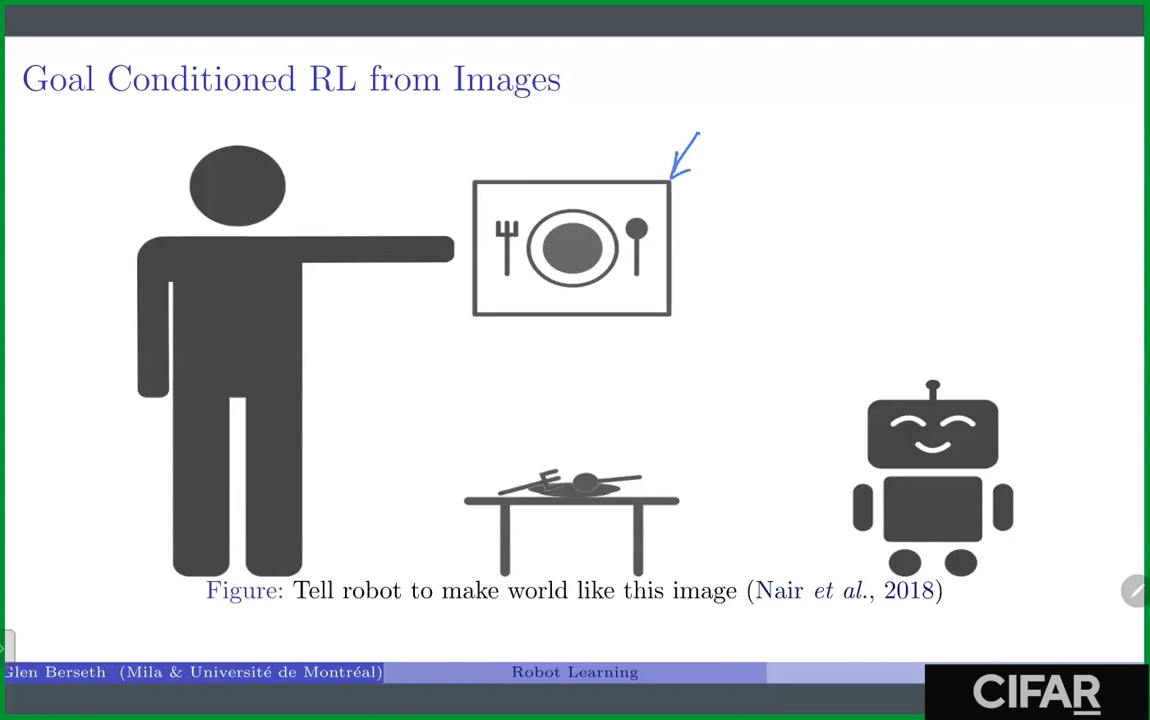 Goal Conditioned RL from Images
Figure: Tell robot to make world like this image (Nair et al., 2018)
Glen Berseth (Mila & Université de Montréal)
Robot Learning
CIFAR